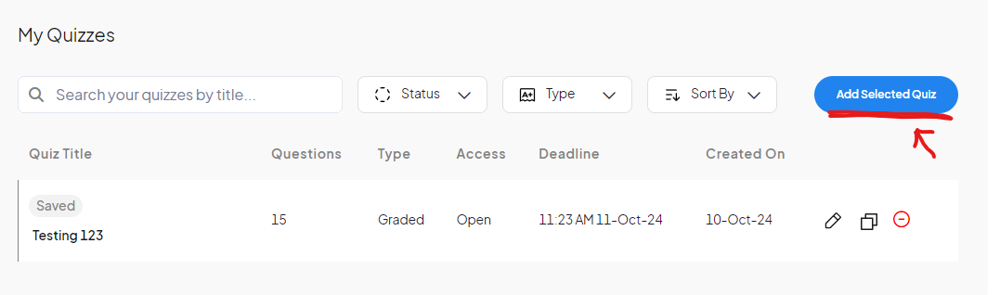 My Quizzes
Search your quizzes by title...
Status
A+
Type
Sort By
Add Selected Quiz
Quiz Title Questions Type Access Deadline Created On
Saved
Testing 123
15 Graded Open 11:23 AM 11-Oct-24 10-Oct-24